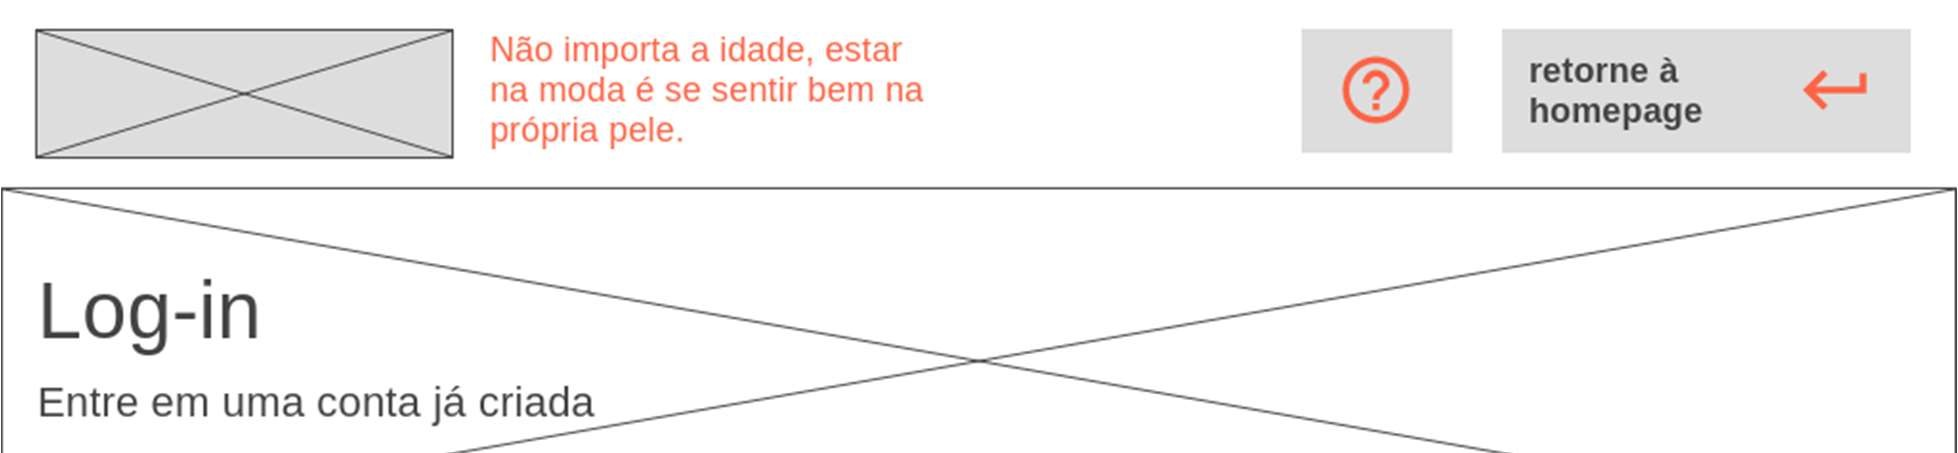 Não importa a idade, estar
na moda é se sentir bem na
própria pele.
retorne à
homepage
Log-in
Entre em uma conta já criada